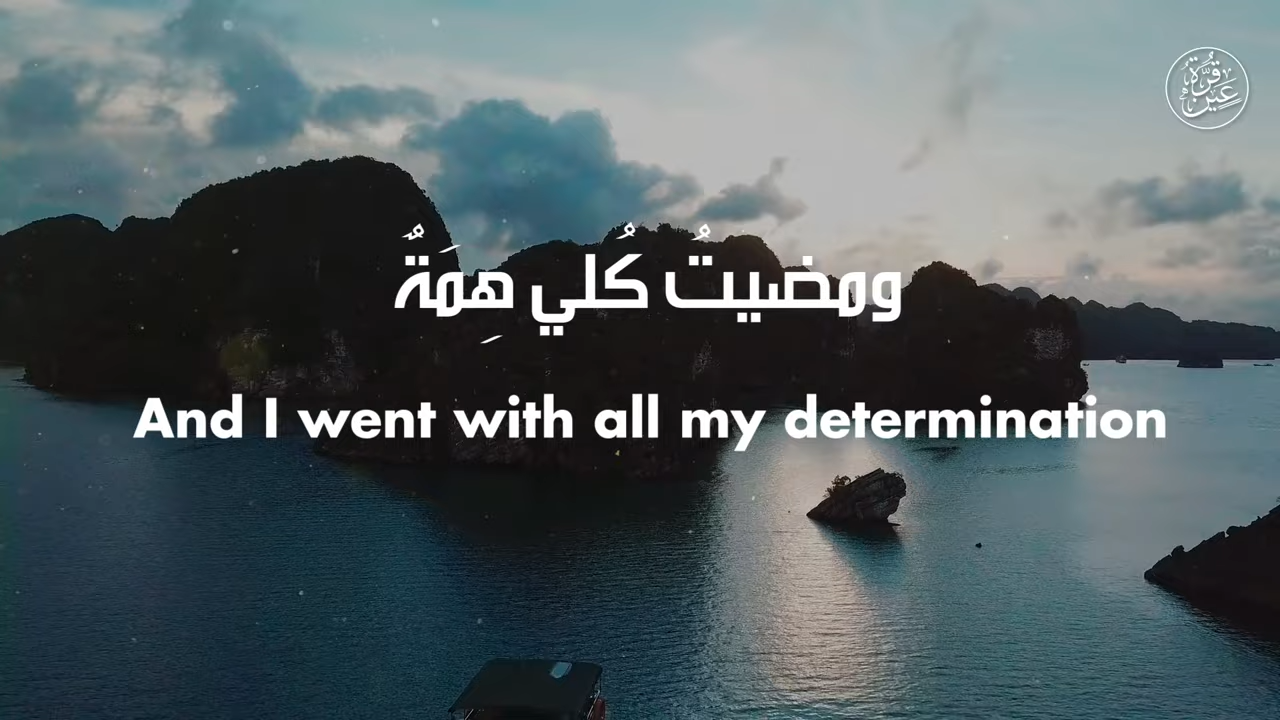 قُرَّةُ
عَيْنٍ
ومضيتُ كُلي هِمَةٌ
And I went with all my determination